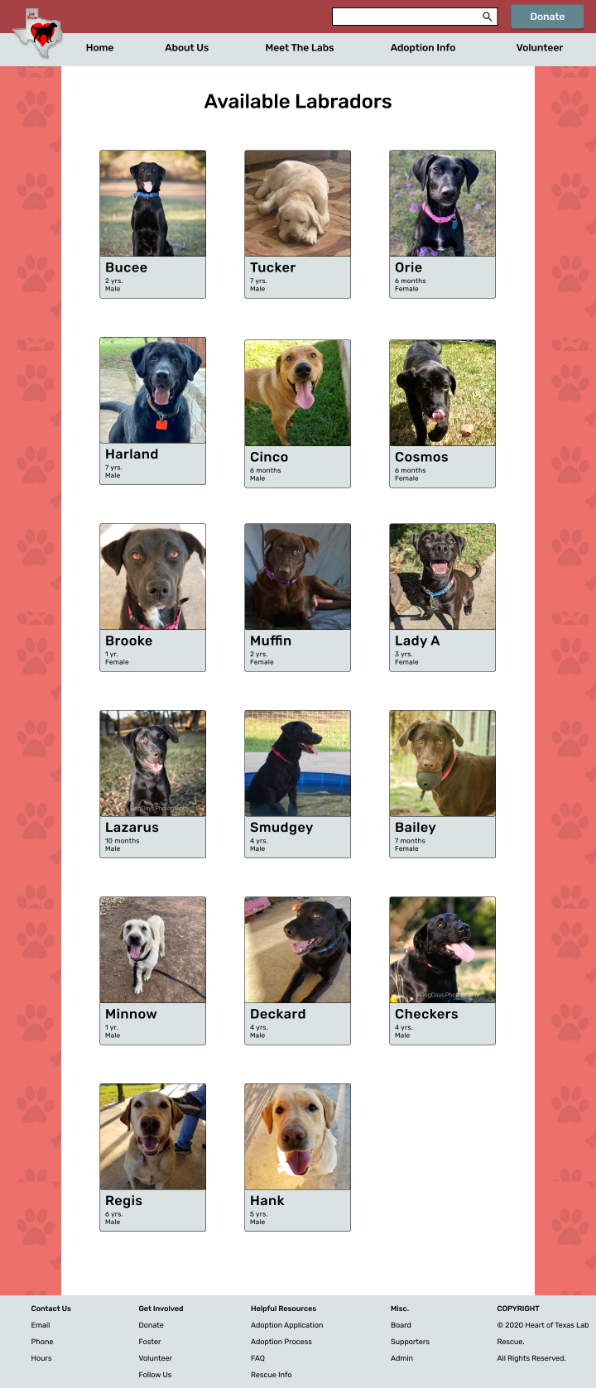 Donate
Home
About Us
Meet The Labs
Adoption Info
Volunteer
Available Labradors
Bucee
2 yrs.
Male
Tucker
7 yrs.
Male
Orie
6 months
Female
Harland
7 yrs.
Male
Cinco
6 months
Male
Cosmos
6 months
Female
Brooke
1 yr.
Female
Muffin
2 yrs.
Female
Lady A
3 yrs.
Female
Lazarus
10 months
Male
Smudgey
4 yrs.
Male
Bailey
7 months
Female
DogDays Photography
Minnow
1 yr.
Male
Deckard
4 yrs.
Male
DogDays Photography
Checkers
4 yrs.
Male
Regis
6 yrs.
Male
Hank
5 yrs.
Male
Contact Us
Email
Phone
Hours
Get Involved
Donate
Foster
Volunteer
Follow Us
Helpful Resources
Adoption Application
Adoption Process
FAQ
Rescue Info
Misc.
Board
Supporters
Admin
COPYRIGHT
© 2020 Heart of Texas Lab
Rescue.
All Rights Reserved.